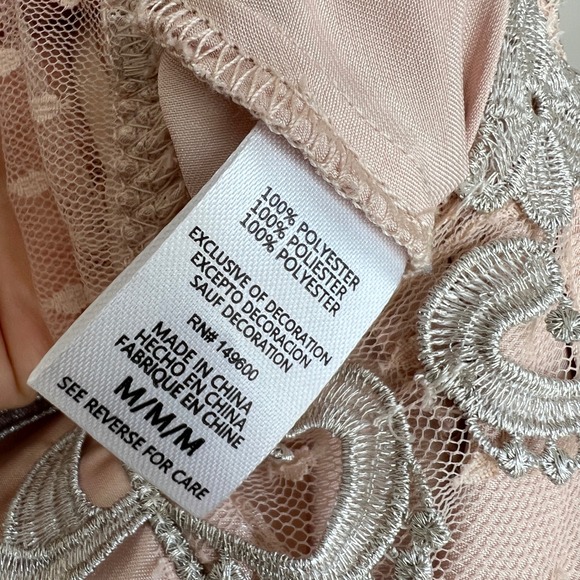 100% POLYESTER
100% POLIESTER
100% POLYESTER
EXCLUSIVE OF DECORATION
EXCEPTO DECORACION
SAUF DECORATION
RN# 149600
MADE IN CHINA
HECHO EN CHINA
FABRIQUE EN CHINE
M/M/M
SEE REVERSE FOR CARE